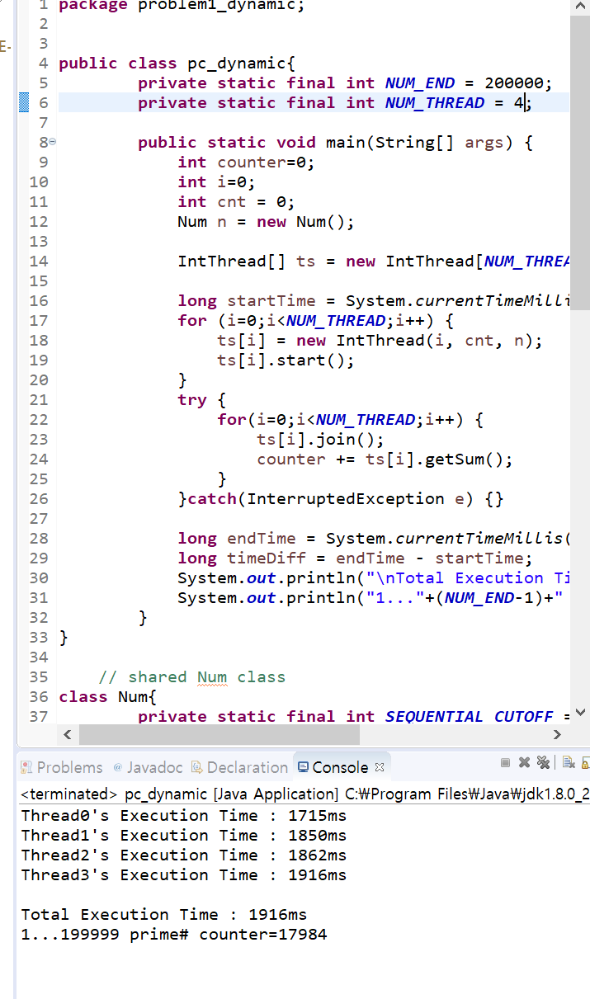 E-
1 package problem1_dynamic;
2
3
4 public class pc_dynamic{
5 private static final int NUM_END = 200000;
6 private static final int NUM_THREAD = 4;
7
8 public static void main(String[] args) {
9 int counter=0;
10 int i=0;
11 int cnt = 0;
12 Num n = new Num();
13
14 IntThread[] ts = new IntThread[NUM_THREA
15
16 long startTime = System.currentTimeMilli
17 for (i=0;i<NUM_THREAD;i++) {
18 ts[i] = new IntThread(i, cnt, n);
19 ts[i].start();
20 }
21 try {
22 for(i=0;i<NUM_THREAD;i++) {
23 ts[i].join();
24 counter += ts[i].getSum();
25 }
26 }catch(InterruptedException e) {}
27
28 long endTime = System.currentTimeMillis(
29 long timeDiff = endTime - startTime;
30 System.out.println("\nTotal Execution Ti
31 System.out.println("1..."+(NUM_END-1)+"
32 }
33 }
34
35 // shared Num class
36 class Num{
37 private static final int SEQUENTIAL_CUTOFF =
Problems @ Javadoc Declaration Console
<terminated> pc_dynamic [Java Application] C:₩Program Files₩Java₩jdk1.8.0_2
Thread0's Execution Time : 1715ms
Thread1's Execution Time : 1850ms
Thread2's Execution Time : 1862ms
Thread3's Execution Time : 1916ms

Total Execution Time : 1916ms
1...199999 prime# counter=17984